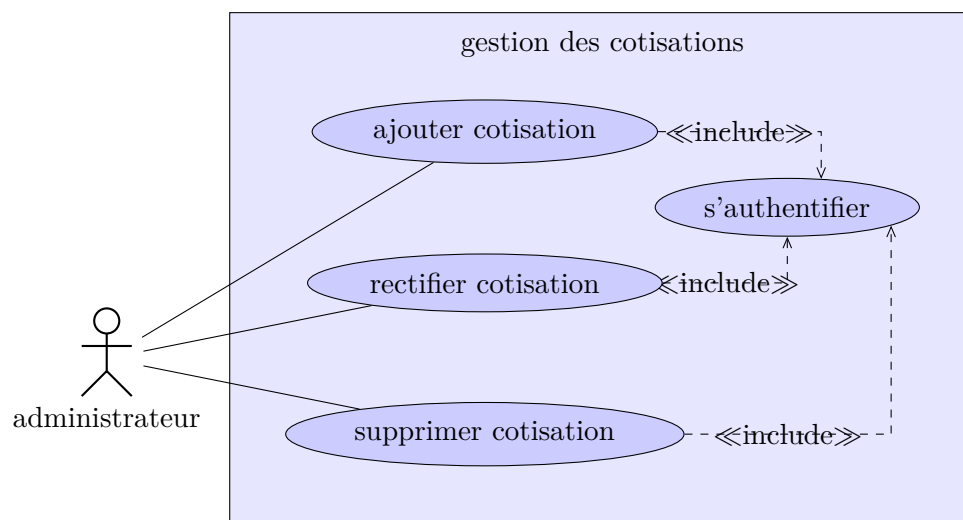 gestion des cotisations
ajouter cotisation
≪include≫
s'authentifier
rectifier cotisation
≪include≫
administrateur
supprimer cotisation
≪include≫